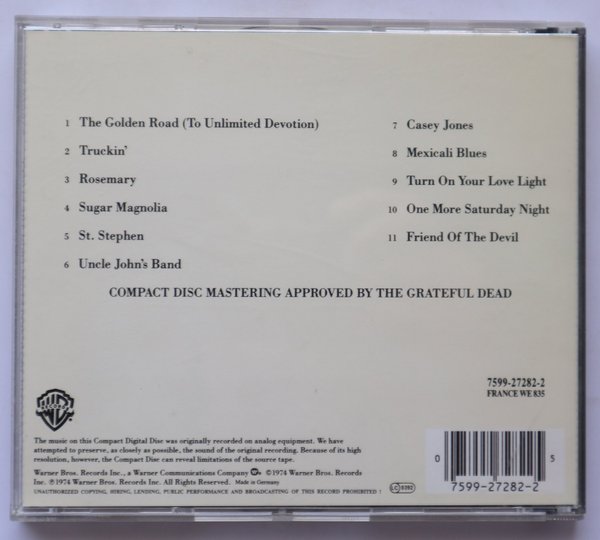 1 The Golden Road (To Unlimited Devotion)
2 Truckin'
3 Rosemary
4 Sugar Magnolia
5 St. Stephen
6 Uncle John's Band
7 Casey Jones
8 Mexicali Blues
9 Turn On Your Love Light
10 One More Saturday Night
11 Friend Of The Devil
COMPACT DISC MASTERING APPROVED BY THE GRATEFUL DEAD
7599-27282-2
FRANCE WE 835
RECORDS
The music on this Compact Digital Disc was originally recorded on analog equipment. We have
attempted to preserve, as closely as possible, the sound of the original recording. Because of its high
resolution, however, the Compact Disc can reveal limitations of the source tape.
Warner Bros. Records Inc., a Warner Communications Company ©1974 Warner Bros. Records
Inc. ℗1974 Warner Bros. Records Inc. All Rights Reserved. Made in Germany
UNAUTHORIZED COPYING, HIRING, LENDING, PUBLIC PERFORMANCE AND BROADCASTING OF THIS RECORD PROHIBITED !
LC 0392
0 5
7599-27282-2